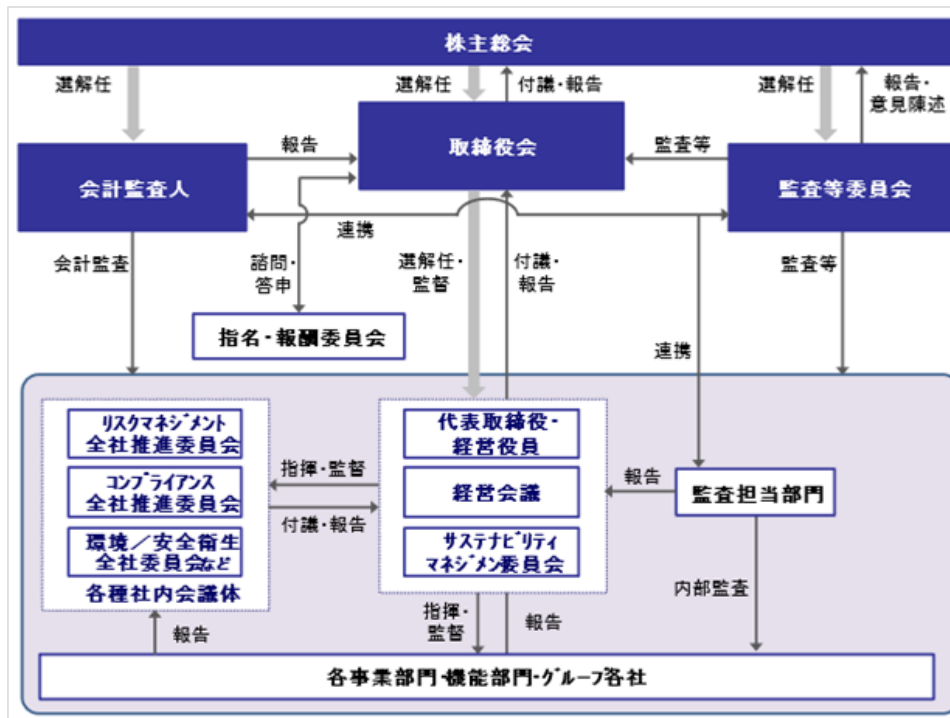 株主総会
選解任
選解任
付議・報告
選解任
報告・
意見陳述
会計監査人
報告
取締役会
監査等
監査等委員会
連携
会計監査
諮問・
答申
選解任・
監督
付議・
報告
監査等
指名・報酬委員会
連携
リスクマネジメント
全社推進委員会
コンプライアンス
全社推進委員会
環境／安全衛生
全社委員会など
各種社内会議体
指揮・監督
付議・報告
代表取締役・
経営役員
経営会議
サステナビリティ
マネジメント委員会
報告
監査担当部門
内部監査
報告
指揮・
監督
報告
各事業部門・機能部門・グループ各社